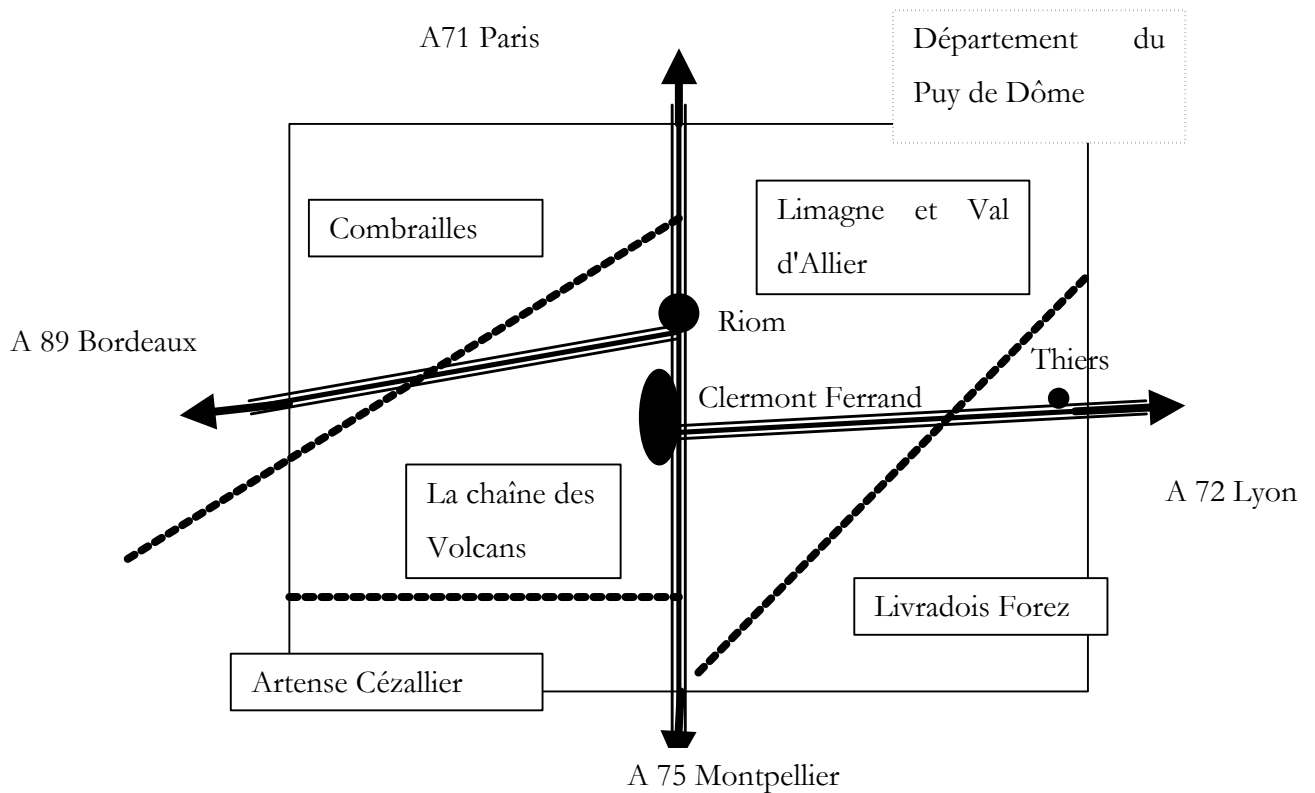 A71 Paris
Département du
Puy de Dôme
Combrailles
Limagne et Val
d'Allier
Riom
A 89 Bordeaux
Thiers
Clermont Ferrand
La chaîne des
Volcans
A 72 Lyon
Livradois Forez
Artense Cézallier
A 75 Montpellier